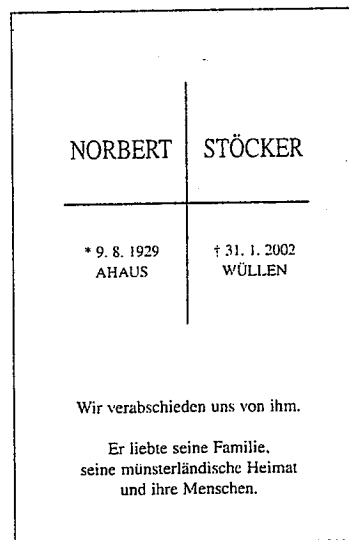 NORBERT STÖCKER
* 9. 8. 1929 † 31. 1. 2002
AHAUS WÜLLEN
Wir verabschieden uns von ihm.
Er liebte seine Familie,
seine münsterländische Heimat
und ihre Menschen.